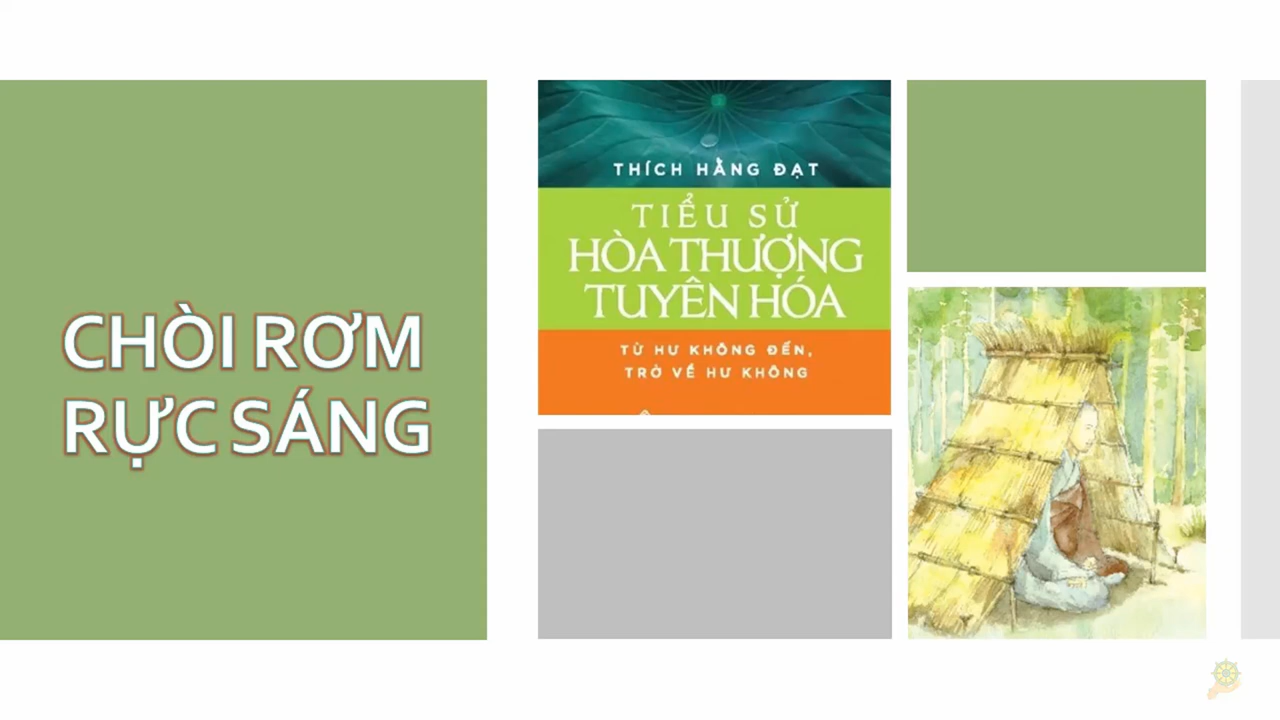 CHÒI RƠM
RỰC SÁNG
THÍCH HẰNG ĐẠT
TIỂU SỬ
HÒA THƯỢNG
TUYÊN HÓA
TỪ HƯ KHÔNG ĐẾN,
TRỞ VỀ HƯ KHÔNG